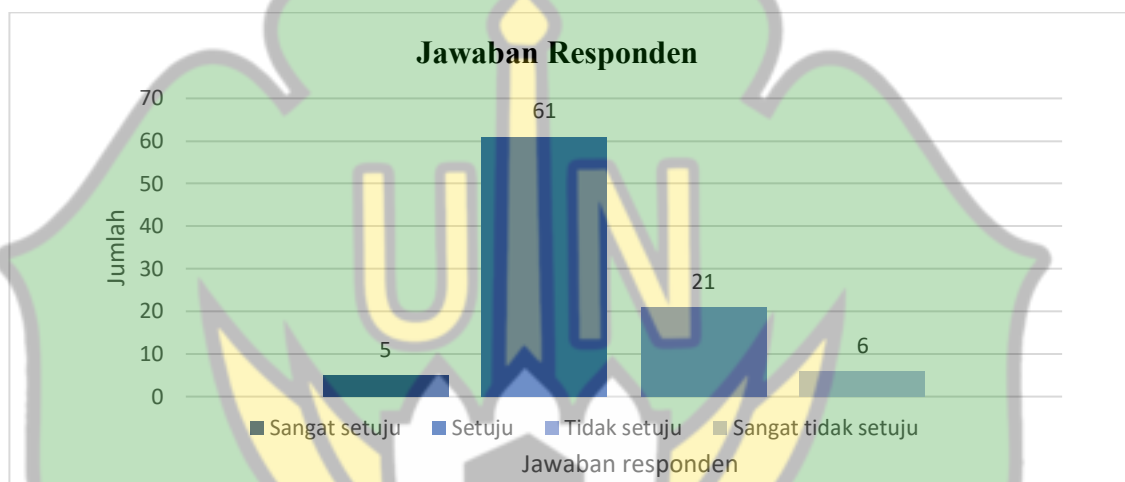 Jawaban Responden
70
60
50
40
30
20
10
0
Jumlah
5
61
21
6
Sangat setuju Setuju Tidak setuju Sangat tidak setuju
Jawaban responden
UIN